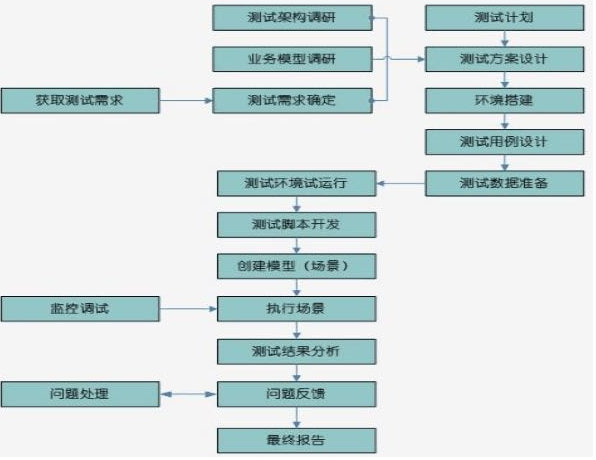 测试架构调研
测试计划
业务模型调研
测试方案设计
获取测试需求
测试需求确定
环境搭建
测试用例设计
测试环境试运行
测试数据准备
测试脚本开发
创建模型（场景）
监控调试
执行场景
测试结果分析
问题处理
问题反馈
最终报告